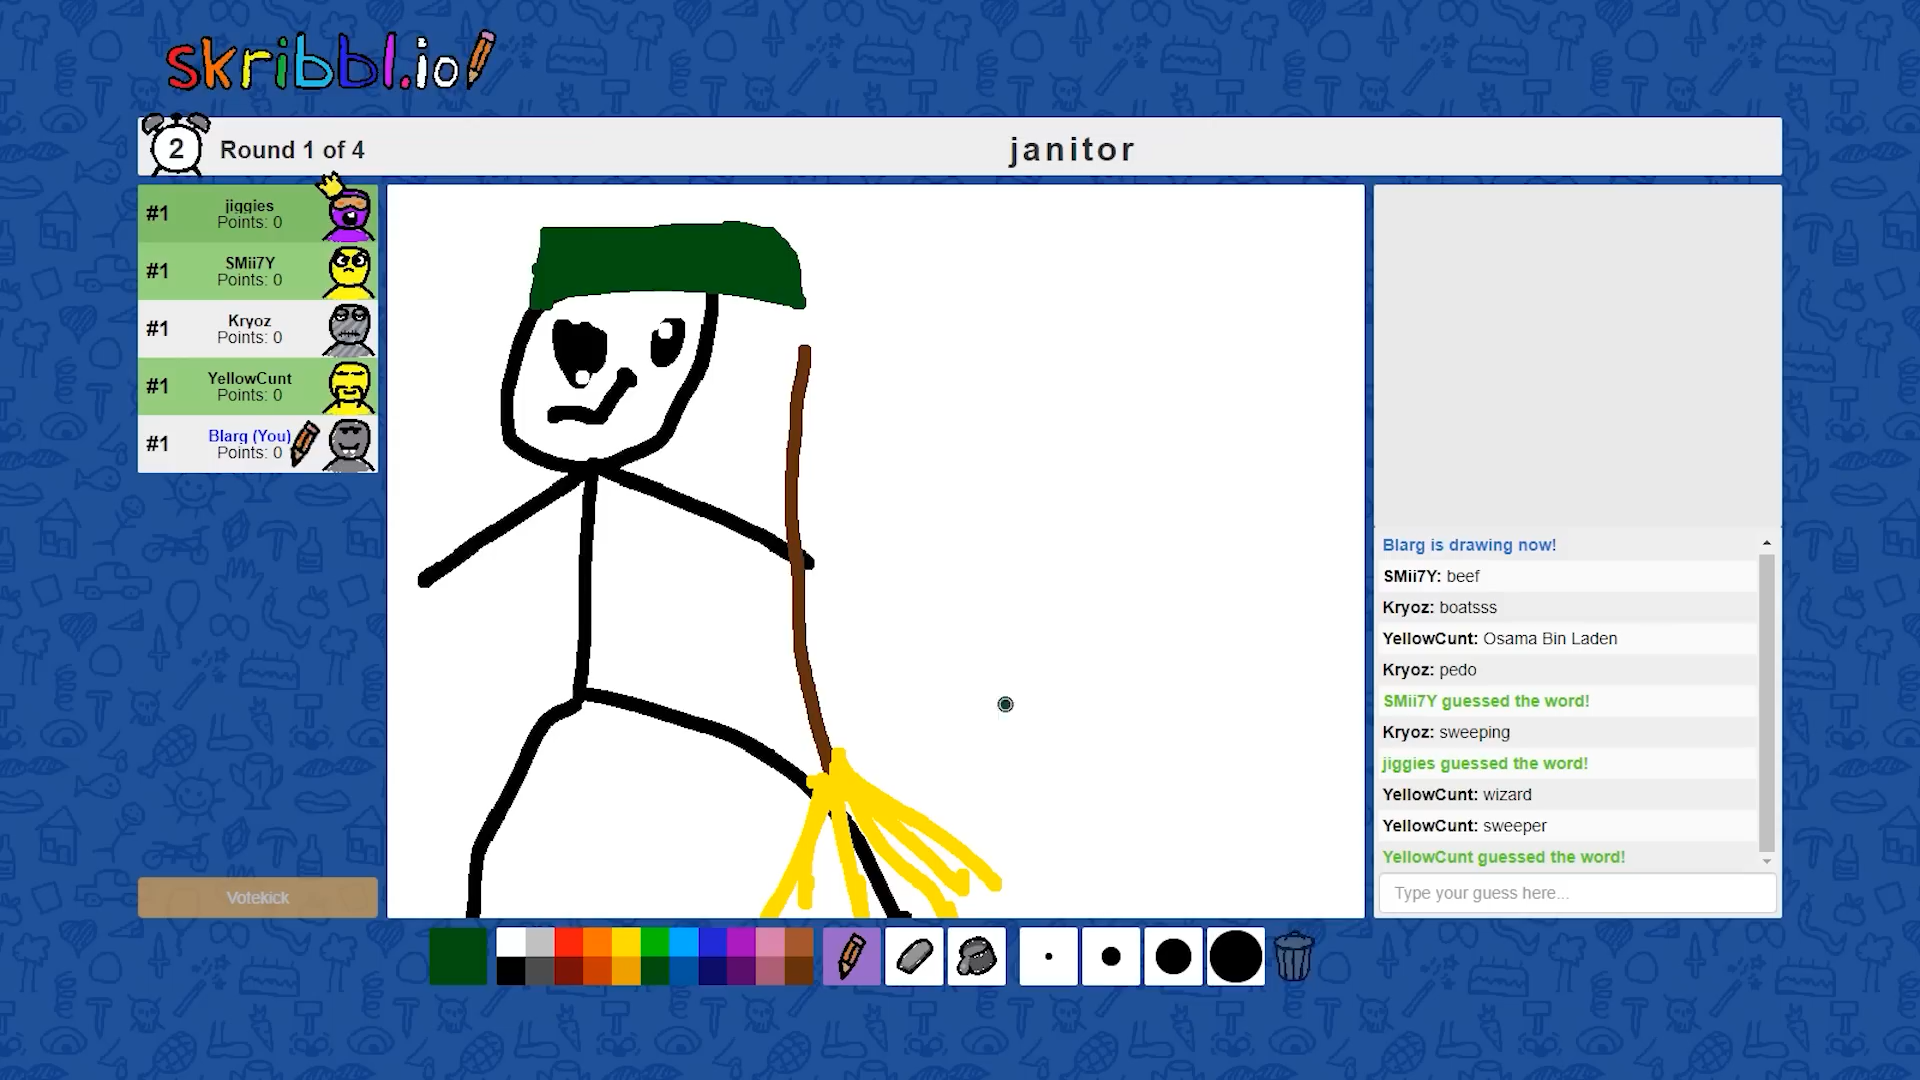 skribbl.io
2
Round 1 of 4
janitor
#1
jiggies
Points: 0
#1
SMii7Y
Points: 0
#1
Kryoz
Points: 0
#1
YellowCunt
Points: 0
#1
Blarg (You)
Points: 0
Votekick
Blarg is drawing now!
SMii7Y: beef
Kryoz: boatsss
YellowCunt: Osama Bin Laden
Kryoz: pedo
SMii7Y guessed the word!
Kryoz: sweeping
jiggies guessed the word!
YellowCunt: wizard
YellowCunt: sweeper
YellowCunt guessed the word!
Type your guess here...